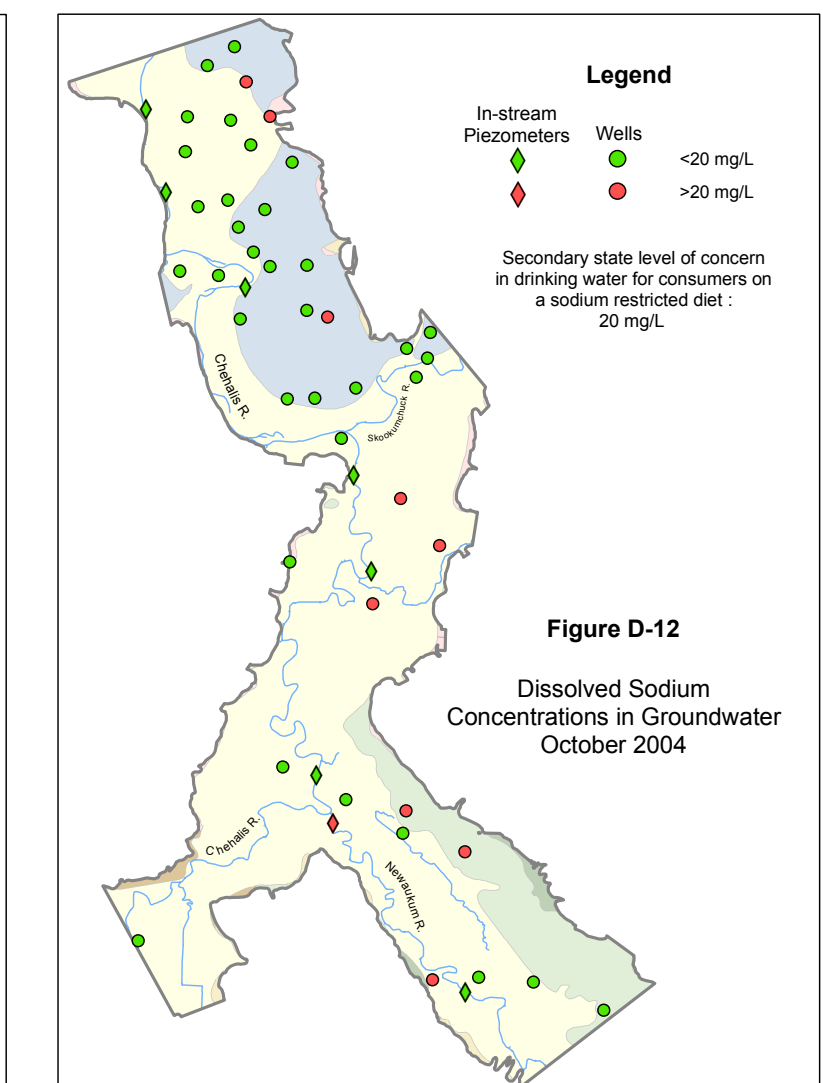 Legend
In-stream
Piezometers
Wells
<20 mg/L
>20 mg/L
Secondary state level of concern
in drinking water for consumers on
a sodium restricted diet :
20 mg/L
Chehalis R.
Skookumchuck R.
Figure D-12
Dissolved Sodium
Concentrations in Groundwater
October 2004
Chehalis R.
Newaukum R.